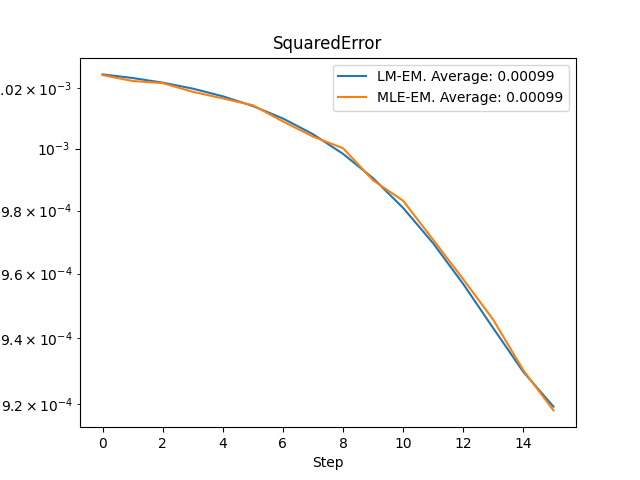 SquaredError
LM-EM. Average: 0.00099
MLE-EM. Average: 0.00099
.02 × 10⁻³
10⁻³
9.8 × 10⁻⁴
9.6 × 10⁻⁴
9.4 × 10⁻⁴
9.2 × 10⁻⁴
0 2 4 6 8 10 12 14
Step